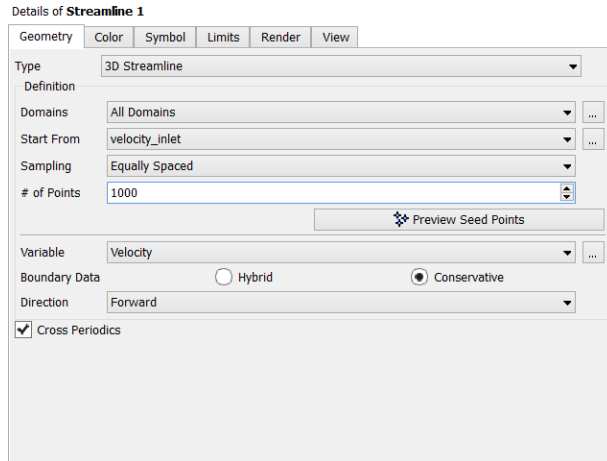 Details of Streamline 1
Geometry Color Symbol Limits Render View
Type 3D Streamline
Definition
Domains All Domains ...
Start From velocity_inlet ...
Sampling Equally Spaced
# of Points 1000
Preview Seed Points
Variable Velocity ...
Boundary Data Hybrid Conservative
Direction Forward
Cross Periodics